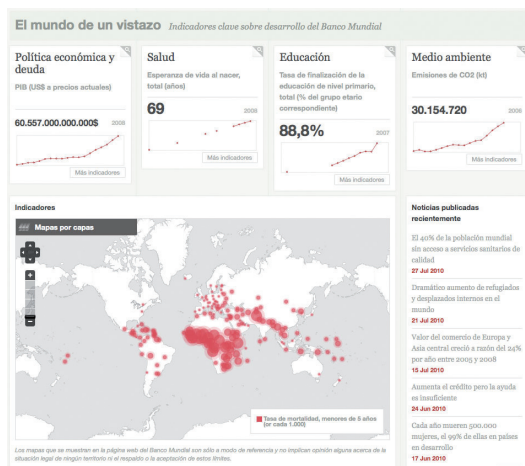 El mundo de un vistazo Indicadores clave sobre desarrollo del Banco Mundial
Política económica y
deuda
PIB (US$ a precios actuales)
60.557.000.000.000$ 2008
Más indicadores
Salud
Esperanza de vida al nacer,
total (años)
69 2008
Más indicadores
Educación
Tasa de finalización de la
educación de nivel primario,
total (% del grupo etario
correspondiente)
88,8% 2007
Más indicadores
Medio ambiente
Emisiones de CO2 (kt)
30.154.720 2006
Más indicadores
Indicadores
Mapas por capas
Tasa de mortalidad, menores de 5 años
(or cada 1.000)
Los mapas que se muestran en la página web del Banco Mundial son sólo a modo de referencia y no implican opinión alguna acerca de la
situación legal de ningún territorio ni el respaldo o la aceptación de estos límites.
Noticias publicadas
recientemente
El 40% de la población mundial
sin acceso a servicios sanitarios de
calidad
27 Jul 2010
Dramático aumento de refugiados
y desplazados internos en el
mundo
21 Jul 2010
Valor del comercio de Europa y
Asia central creció a razón del 24%
por año entre 2005 y 2008
15 Jul 2010
Aumenta el crédito pero la ayuda
es insuficiente
24 Jun 2010
Cada año mueren 500.000
mujeres, el 99% de ellas en países
en desarrollo
17 Jun 2010